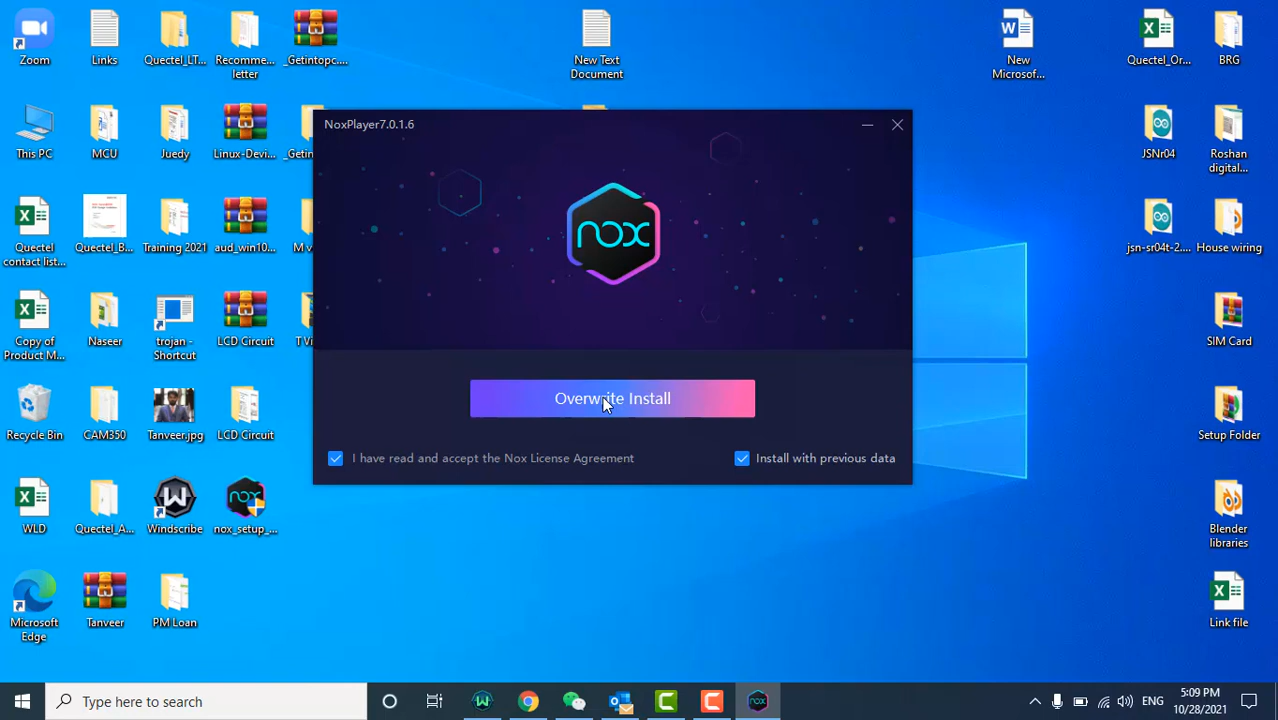 Zoom
Links
Quectel_LT...
Recomme...
letter
_Getintopc....
New Text
Document
New
Microsof...
Quectel_Or...
BRG
This PC
MCU
Juedy
Linux-Devi...
_Getin
JSNr04
Roshan
digital...
Quectel
contact list...
Quectel_B...
Training 2021
aud_win10...
M v
jsn-sr04t-2....
House wiring
Copy of
Product M...
Naseer
trojan -
Shortcut
LCD Circuit
T Vi
SIM Card
Recycle Bin
CAM350
Tanveer.jpg
LCD Circuit
Setup Folder
WLD
Quectel_A...
Windscribe
nox_setup_...
Blender
libraries
Microsoft
Edge
Tanveer
PM Loan
Link file
NoxPlayer7.0.1.6
nox
Overwrite Install
I have read and accept the Nox License Agreement
Install with previous data
Type here to search
ENG
5:09 PM
10/28/2021